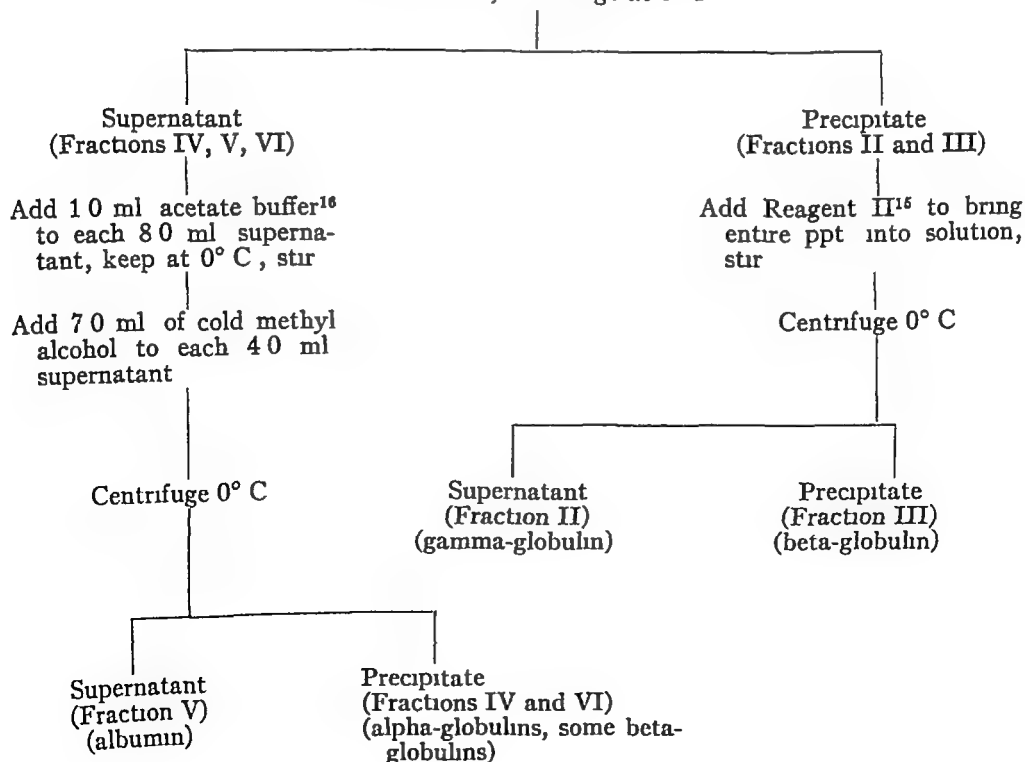 Supernatant
(Fractions IV, V, VI)
Add 1 0 ml acetate buffer¹⁶
to each 8 0 ml superna-
tant, keep at 0° C , stir
Add 7 0 ml of cold methyl
alcohol to each 4 0 ml
supernatant
Centrifuge 0° C
Supernatant
(Fraction V)
(albumin)
Precipitate
(Fractions IV and VI)
(alpha-globulins, some beta-
globulins)
Precipitate
(Fractions II and III)
Add Reagent II¹⁵ to bring
entire ppt into solution,
stir
Centrifuge 0° C
Supernatant
(Fraction II)
(gamma-globulin)
Precipitate
(Fraction III)
(beta-globulin)